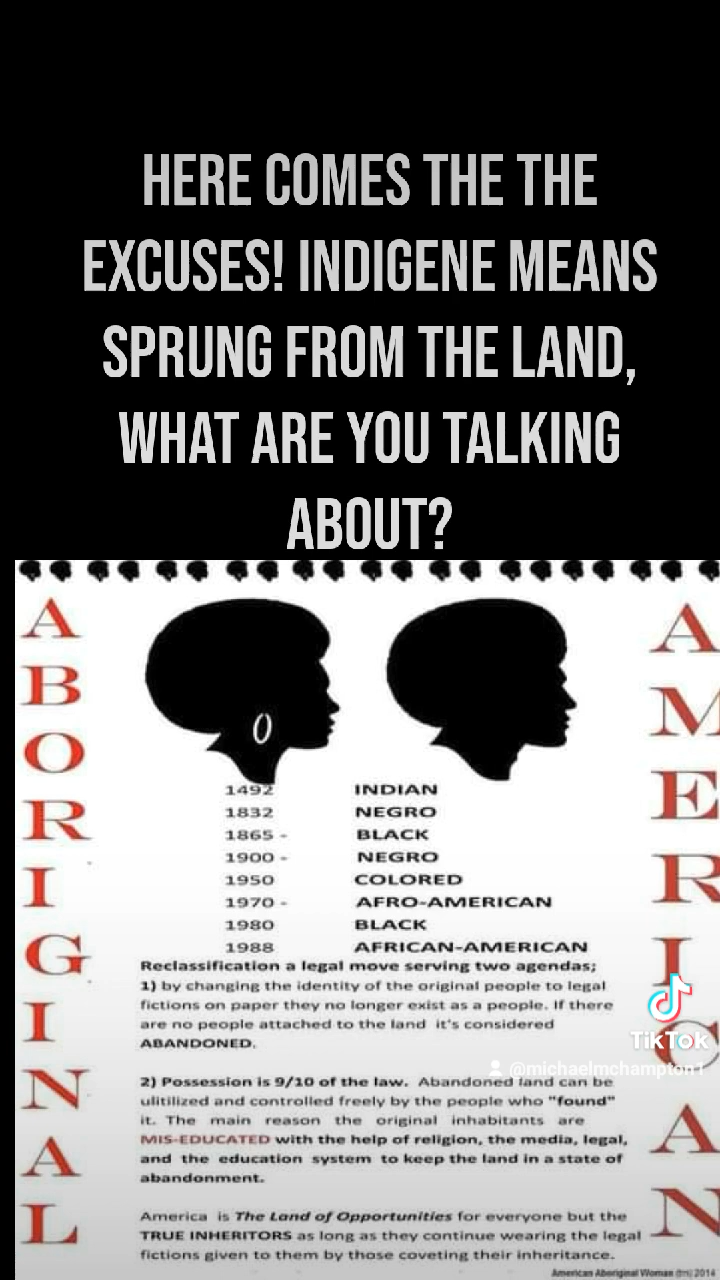 HERE COMES THE THE
EXCUSES! INDIGENE MEANS
SPRUNG FROM THE LAND,
WHAT ARE YOU TALKING
ABOUT?
ABORIGINAL
AMERICAN
1492 INDIAN
1832 NEGRO
1865 - BLACK
1900 - NEGRO
1950 COLORED
1970 - AFRO-AMERICAN
1980 BLACK
1988 AFRICAN-AMERICAN
Reclassification a legal move serving two agendas;
1) by changing the identity of the original people to legal
fictions on paper they no longer exist as a people. If there
are no people attached to the land it's considered
ABANDONED.
2) Possession is 9/10 of the law. Abandoned land can be
ulitilized and controlled freely by the people who "found"
it. The main reason the original inhabitants are
MIS-EDUCATED with the help of religion, the media, legal,
and the education system to keep the land in a state of
abandonment.
America is The Land of Opportunities for everyone but the
TRUE INHERITORS as long as they continue wearing the legal
fictions given to them by those coveting their inheritance.
American Aboriginal Woman (tm) 2014
TikTok
@michaelmchampton1